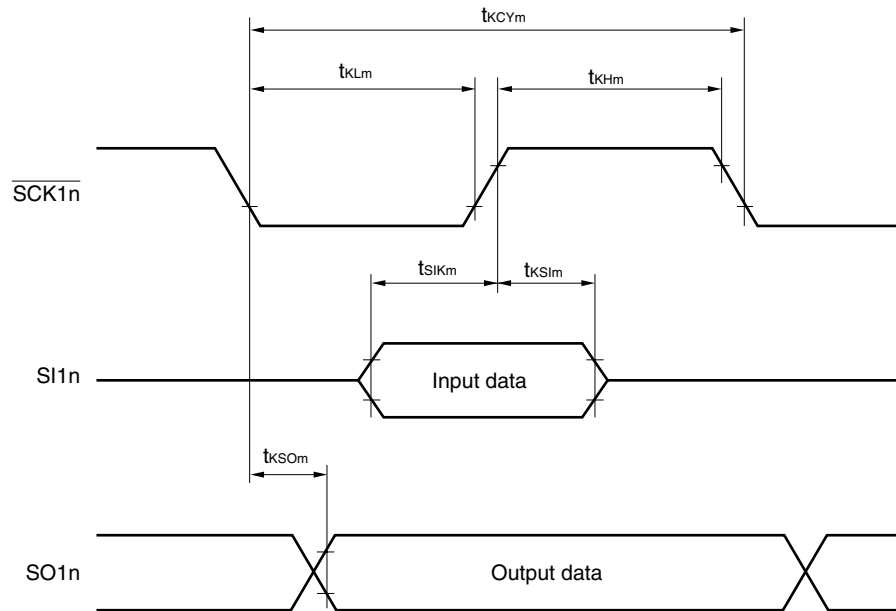 tKCYm
tKLm
tKHm
SCK1n
tSIKm
tKSIm
SI1n
Input data
tKSOm
SO1n
Output data